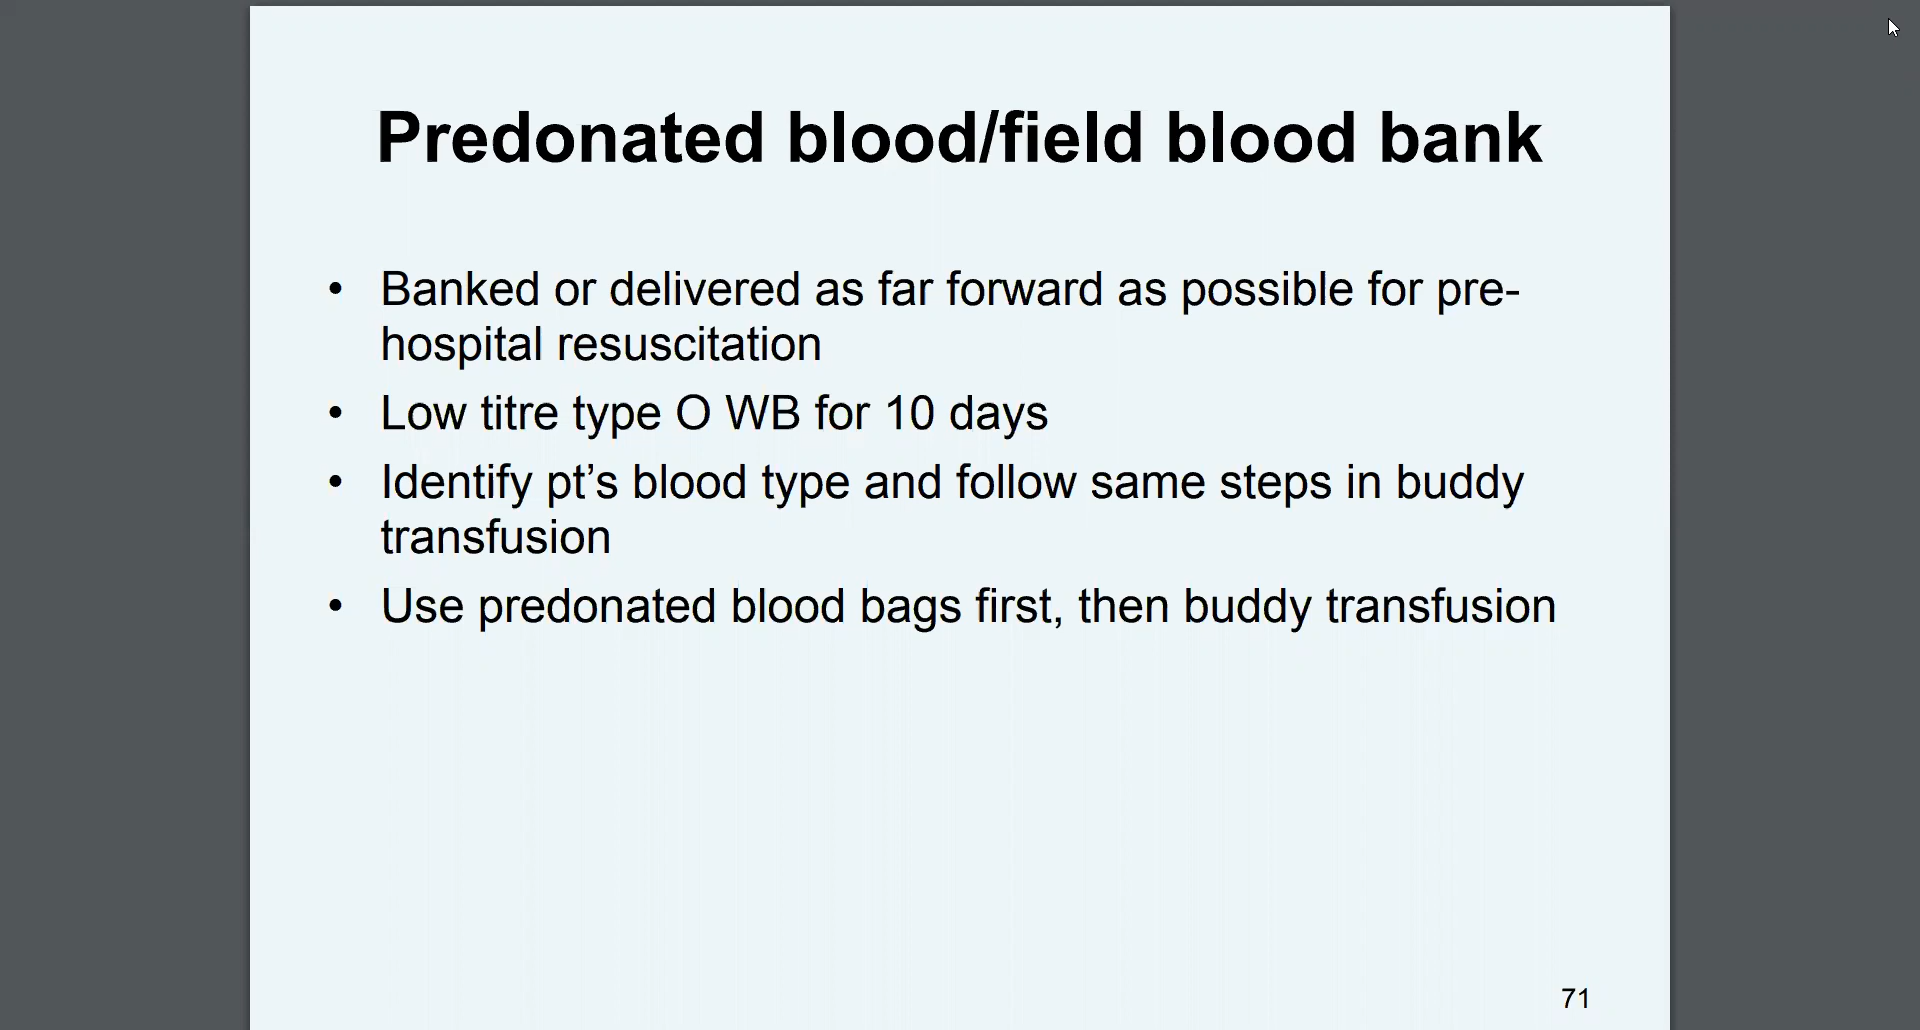 Predonated blood/field blood bank
• Banked or delivered as far forward as possible for pre-
hospital resuscitation
• Low titre type O WB for 10 days
• Identify pt’s blood type and follow same steps in buddy
transfusion
• Use predonated blood bags first, then buddy transfusion
71